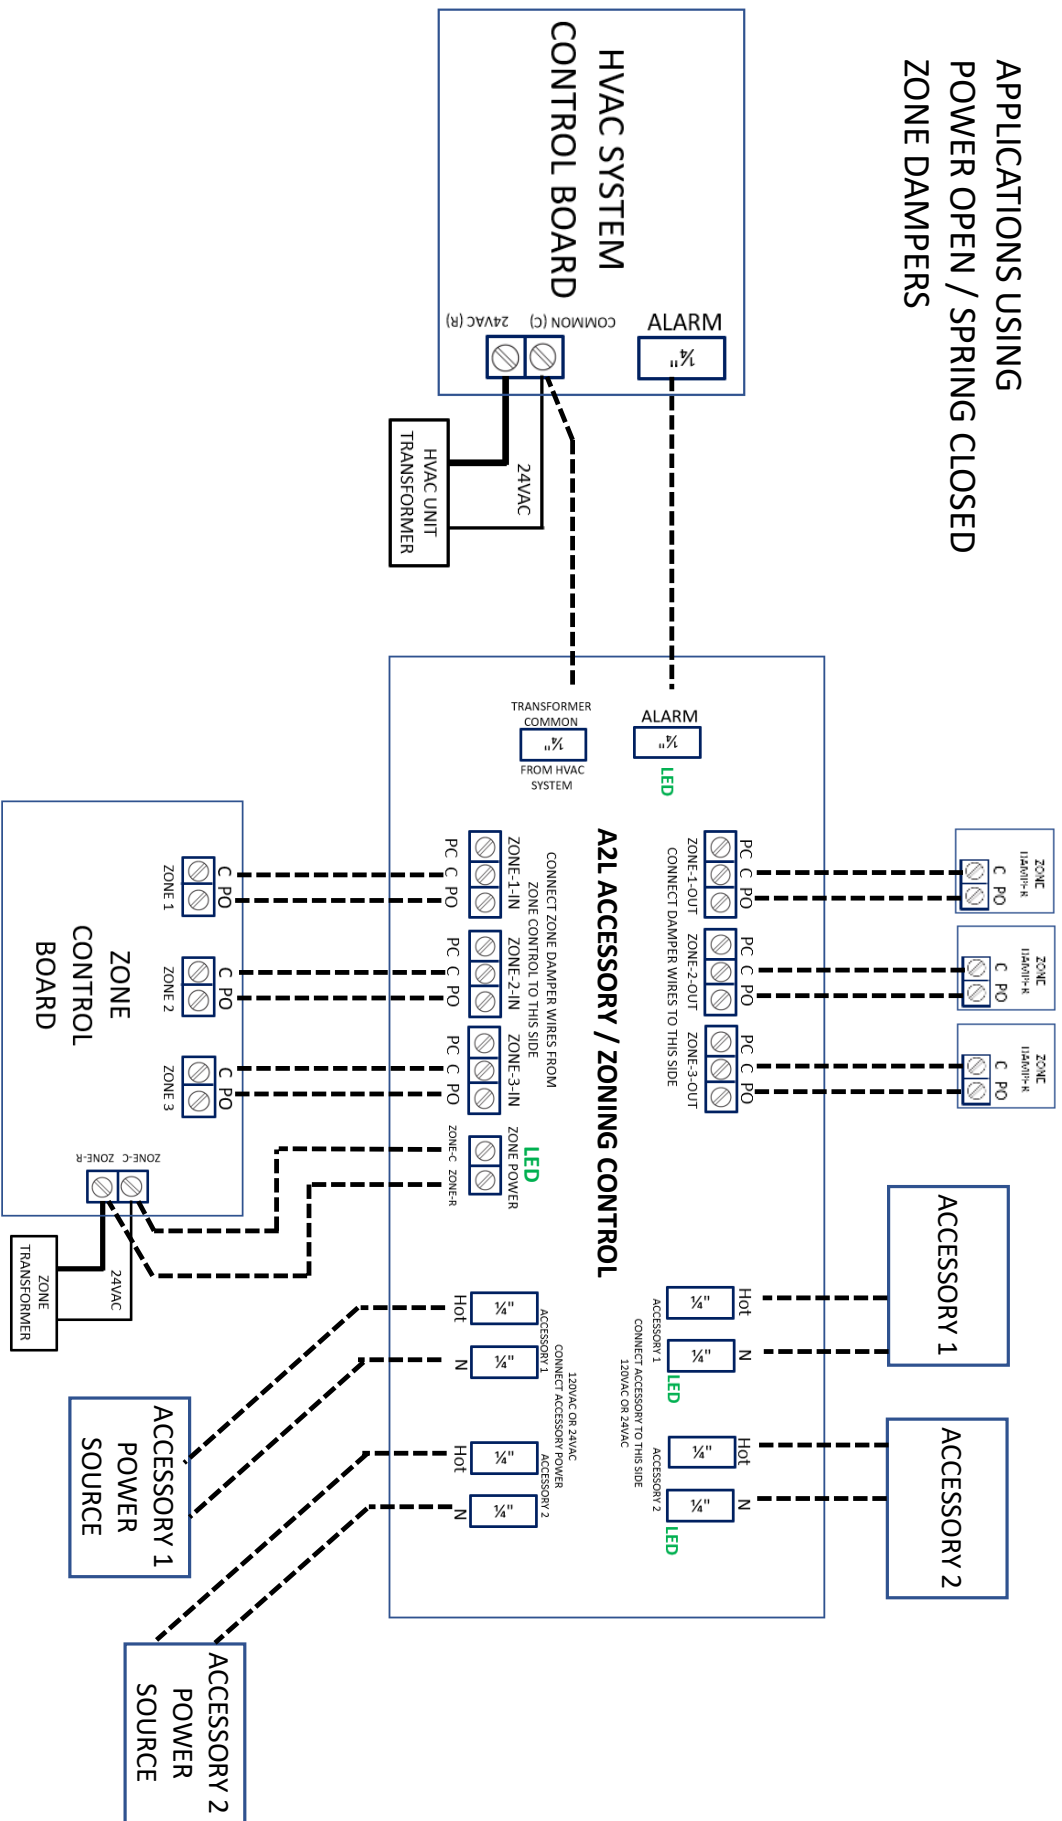 APPLICATIONS USING
POWER OPEN / SPRING CLOSED
ZONE DAMPERS
HVAC SYSTEM
CONTROL BOARD
ALARM
1/4"
COMMON (C)
24VAC (R)
24VAC
HVAC UNIT
TRANSFORMER
ALARM
1/4"
LED
TRANSFORMER
COMMON
1/4"
FROM HVAC
SYSTEM
A2L ACCESSORY / ZONING CONTROL
ZONE
DAMPER
C PO
ZONE
DAMPER
C PO
ZONE
DAMPER
C PO
PC C PO
ZONE-1-OUT
PC C PO
ZONE-2-OUT
PC C PO
ZONE-3-OUT
CONNECT DAMPER WIRES TO THIS SIDE
CONNECT ZONE DAMPER WIRES FROM
ZONE CONTROL TO THIS SIDE
ZONE-1-IN
PC C PO
ZONE-2-IN
PC C PO
ZONE-3-IN
PC C PO
LED
ZONE POWER
ZONE-C ZONE-R
C PO
ZONE 1
C PO
ZONE 2
C PO
ZONE 3
ZONE
CONTROL
BOARD
ZONE-C
ZONE-R
24VAC
ZONE
TRANSFORMER
ACCESSORY 1
ACCESSORY 2
Hot N
1/4" 1/4"
ACCESSORY 1
LED
Hot N
1/4" 1/4"
ACCESSORY 2
LED
CONNECT ACCESSORY TO THIS SIDE
120VAC OR 24VAC
120VAC OR 24VAC
CONNECT ACCESSORY POWER
ACCESSORY 1
1/4" 1/4"
Hot N
ACCESSORY 2
1/4" 1/4"
Hot N
ACCESSORY 1
POWER
SOURCE
ACCESSORY 2
POWER
SOURCE